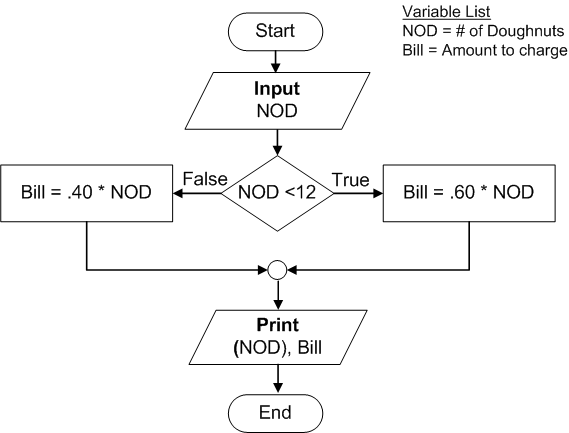 Start
Variable List
NOD = # of Doughnuts
Bill = Amount to charge
Input
NOD
False
True
Bill = .40 * NOD
NOD <12
Bill = .60 * NOD
Print
(NOD), Bill
End